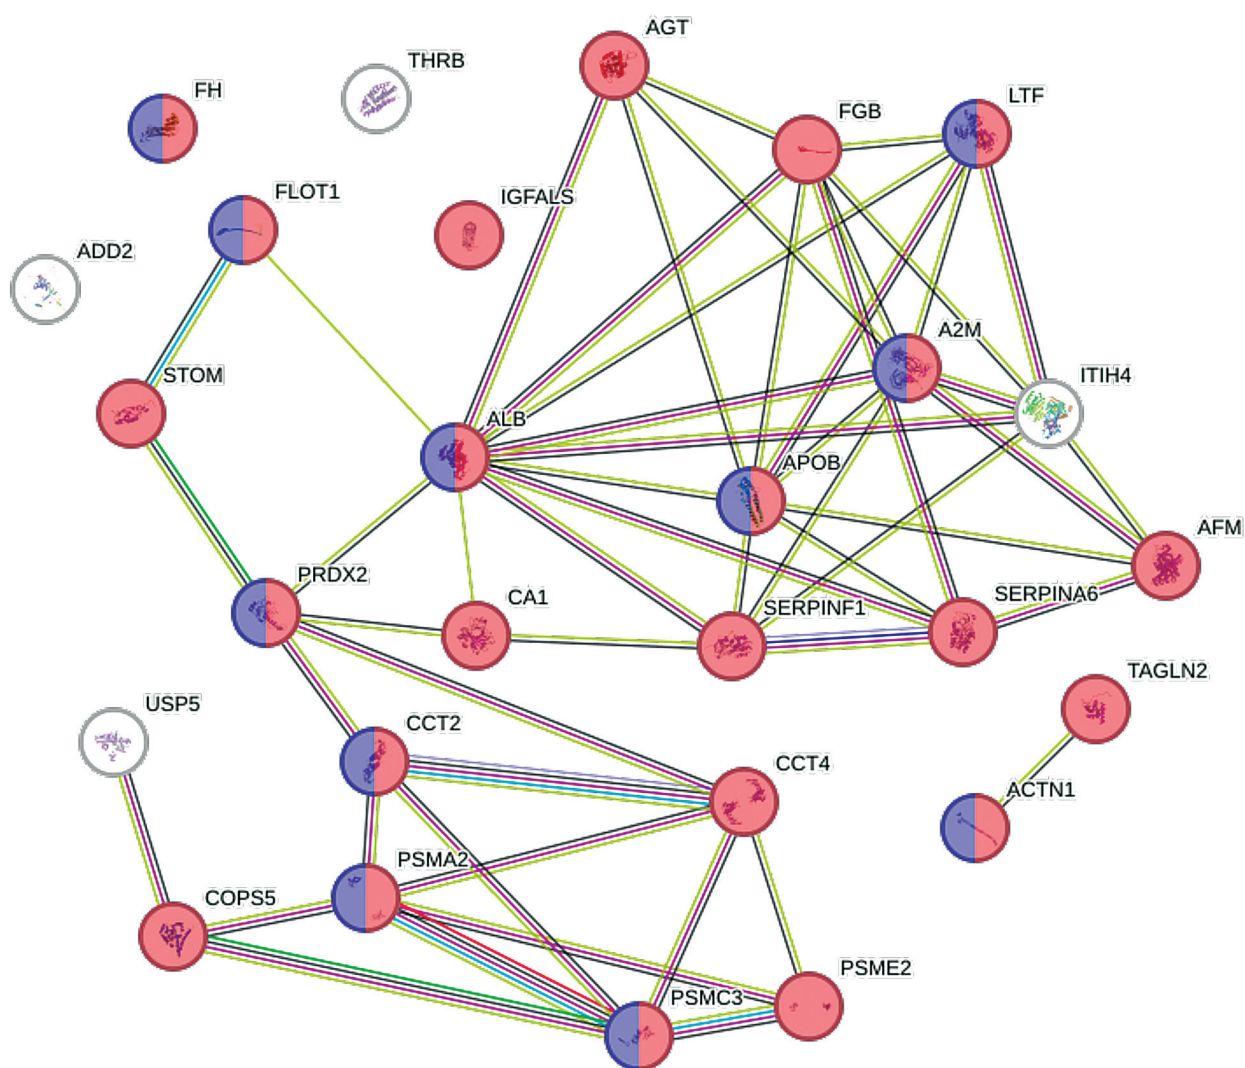 AGT
THRB
FH
LTF
FGB
FLOT1
IGFALS
ADD2
A2M
STOM
ITIH4
ALB
APOB
AFM
PRDX2
CA1
SERPINA6
SERPINF1
TAGLN2
USP5
CCT2
CCT4
ACTN1
PSMA2
COPS5
PSME2
PSMC3